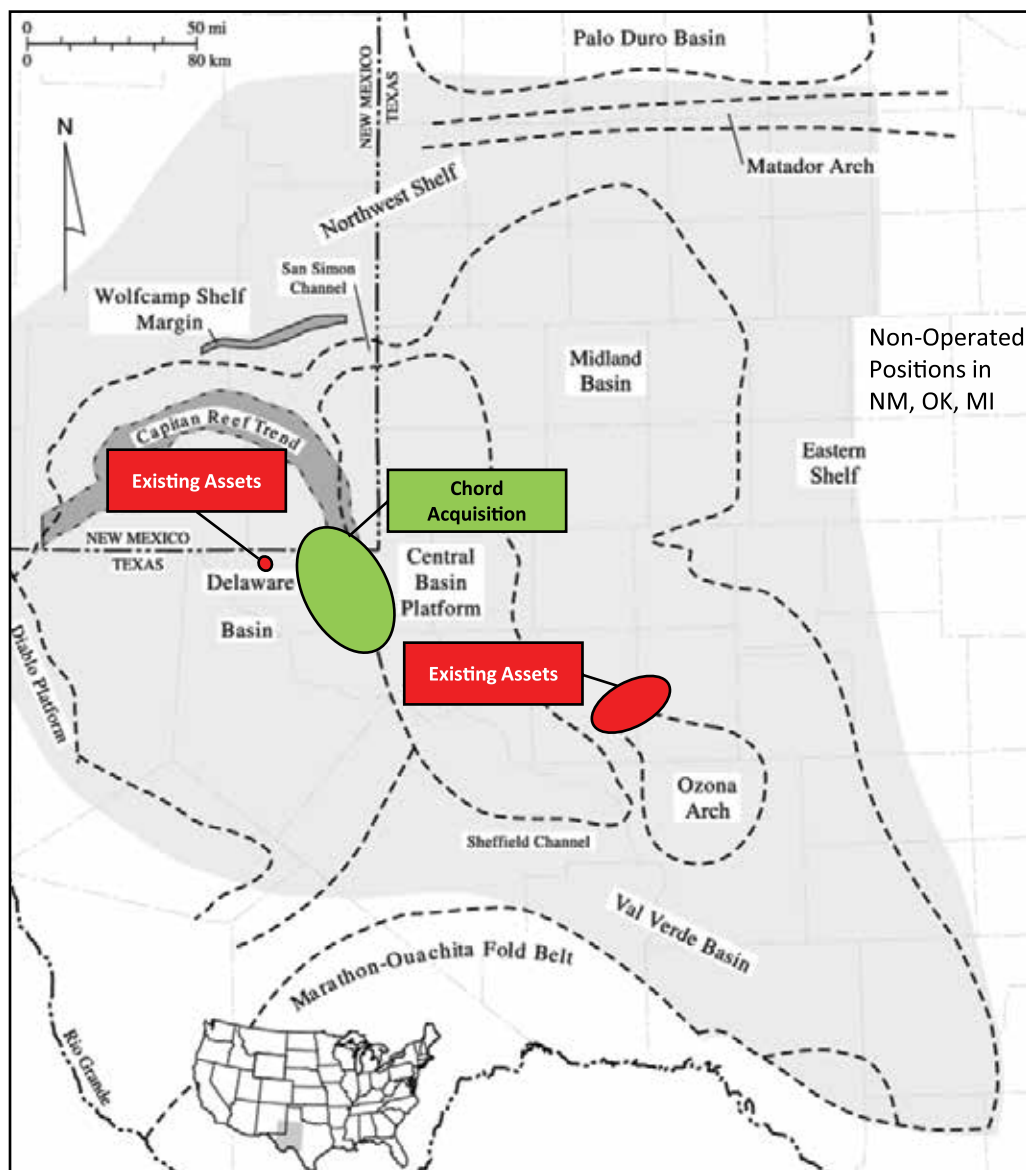 0 50 mi
0 80 km
Palo Duro Basin
NEW MEXICO
TEXAS
N
Matador Arch
Northwest Shelf
San Simon
Channel
Wolfcamp Shelf
Margin
Non-Operated
Positions in
NM, OK, MI
Midland
Basin
Capitan Reef Trend
Eastern
Shelf
Existing Assets
Chord
Acquisition
NEW MEXICO
TEXAS
Delaware
Basin
Central
Basin
Platform
Diablo Platform
Existing Assets
Ozona
Arch
Sheffield Channel
Val Verde Basin
Marathon-Ouachita Fold Belt
Rio Grande